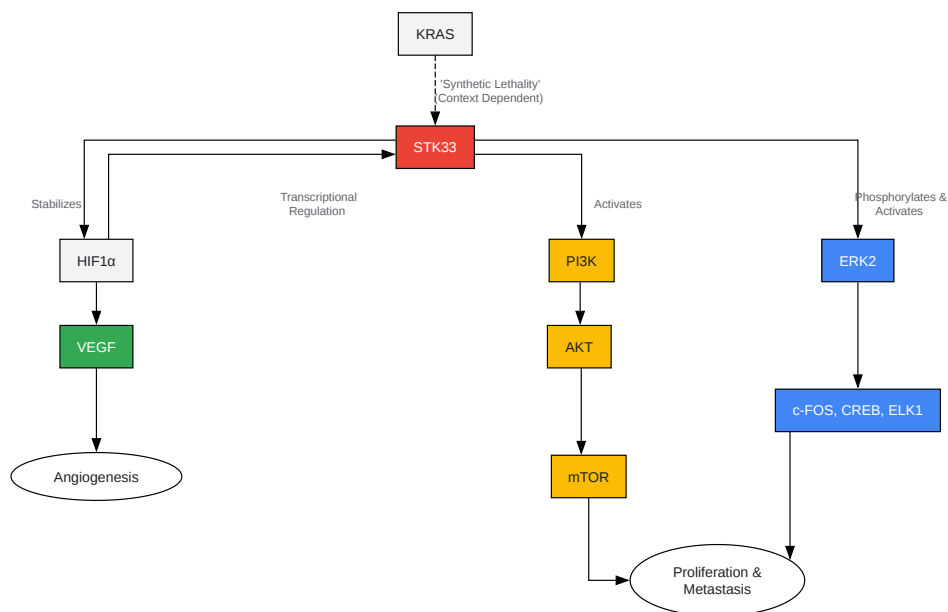 KRAS
'Synthetic Lethality'
(Context Dependent)
STK33
Stabilizes
Transcriptional
Regulation
Activates
Phosphorylates &
Activates
HIF1α
PI3K
ERK2
VEGF
AKT
c-FOS, CREB, ELK1
Angiogenesis
mTOR
Proliferation &
Metastasis